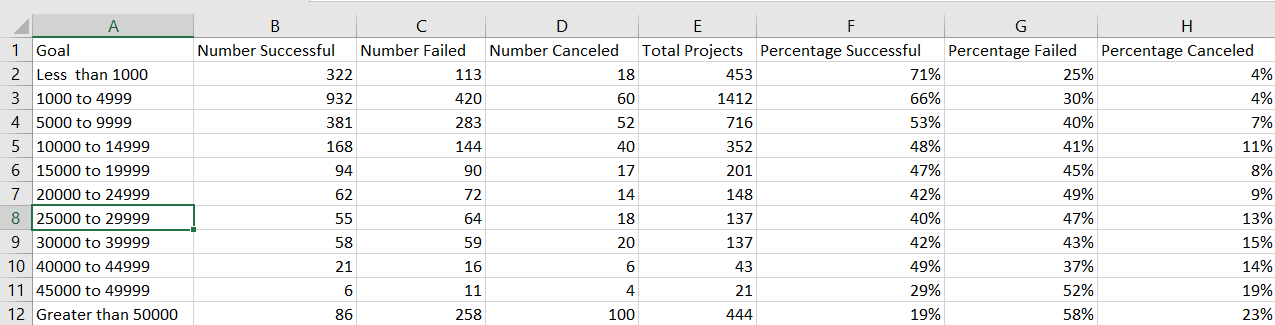 A B C D E F G H
1 Goal Number Successful Number Failed Number Canceled Total Projects Percentage Successful Percentage Failed Percentage Canceled
2 Less  than 1000 322 113 18 453 71% 25% 4%
3 1000 to 4999 932 420 60 1412 66% 30% 4%
4 5000 to 9999 381 283 52 716 53% 40% 7%
5 10000 to 14999 168 144 40 352 48% 41% 11%
6 15000 to 19999 94 90 17 201 47% 45% 8%
7 20000 to 24999 62 72 14 148 42% 49% 9%
8 25000 to 29999 55 64 18 137 40% 47% 13%
9 30000 to 39999 58 59 20 137 42% 43% 15%
10 40000 to 44999 21 16 6 43 49% 37% 14%
11 45000 to 49999 6 11 4 21 29% 52% 19%
12 Greater than 50000 86 258 100 444 19% 58% 23%